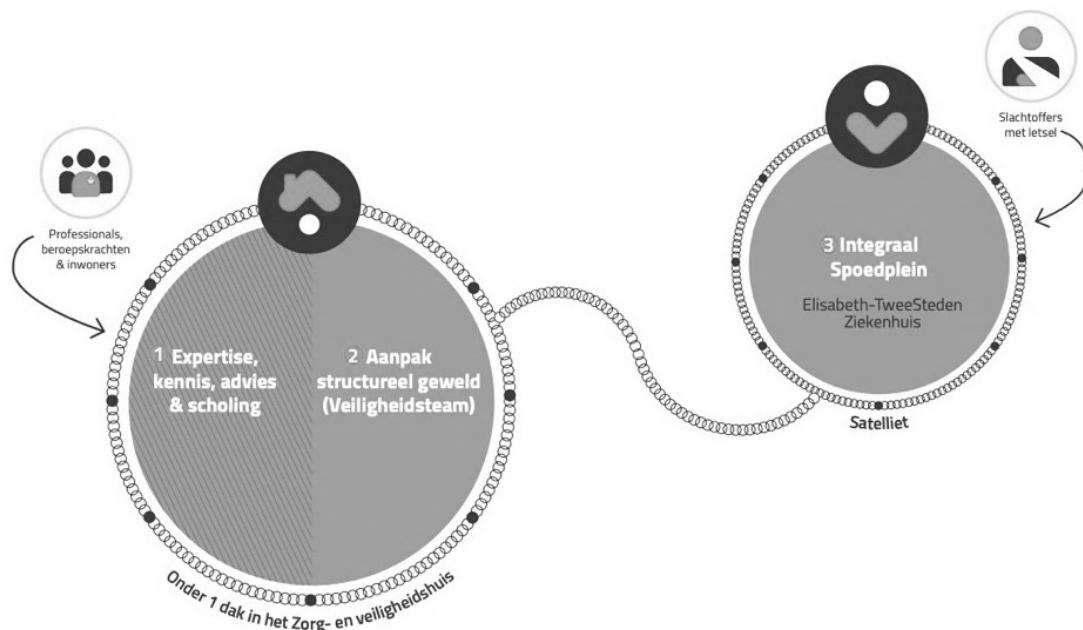 Professionals,
beroepskrachten
& inwoners
1 Expertise,
kennis, advies
& scholing
2 Aanpak
structureel geweld
(Veiligheidsteam)
Onder 1 dak in het Zorg- en veiligheidshuis
Slachtoffers
met letsel
3 Integraal
Spoedplein
Elisabeth-TweeSteden
Ziekenhuis
Satelliet